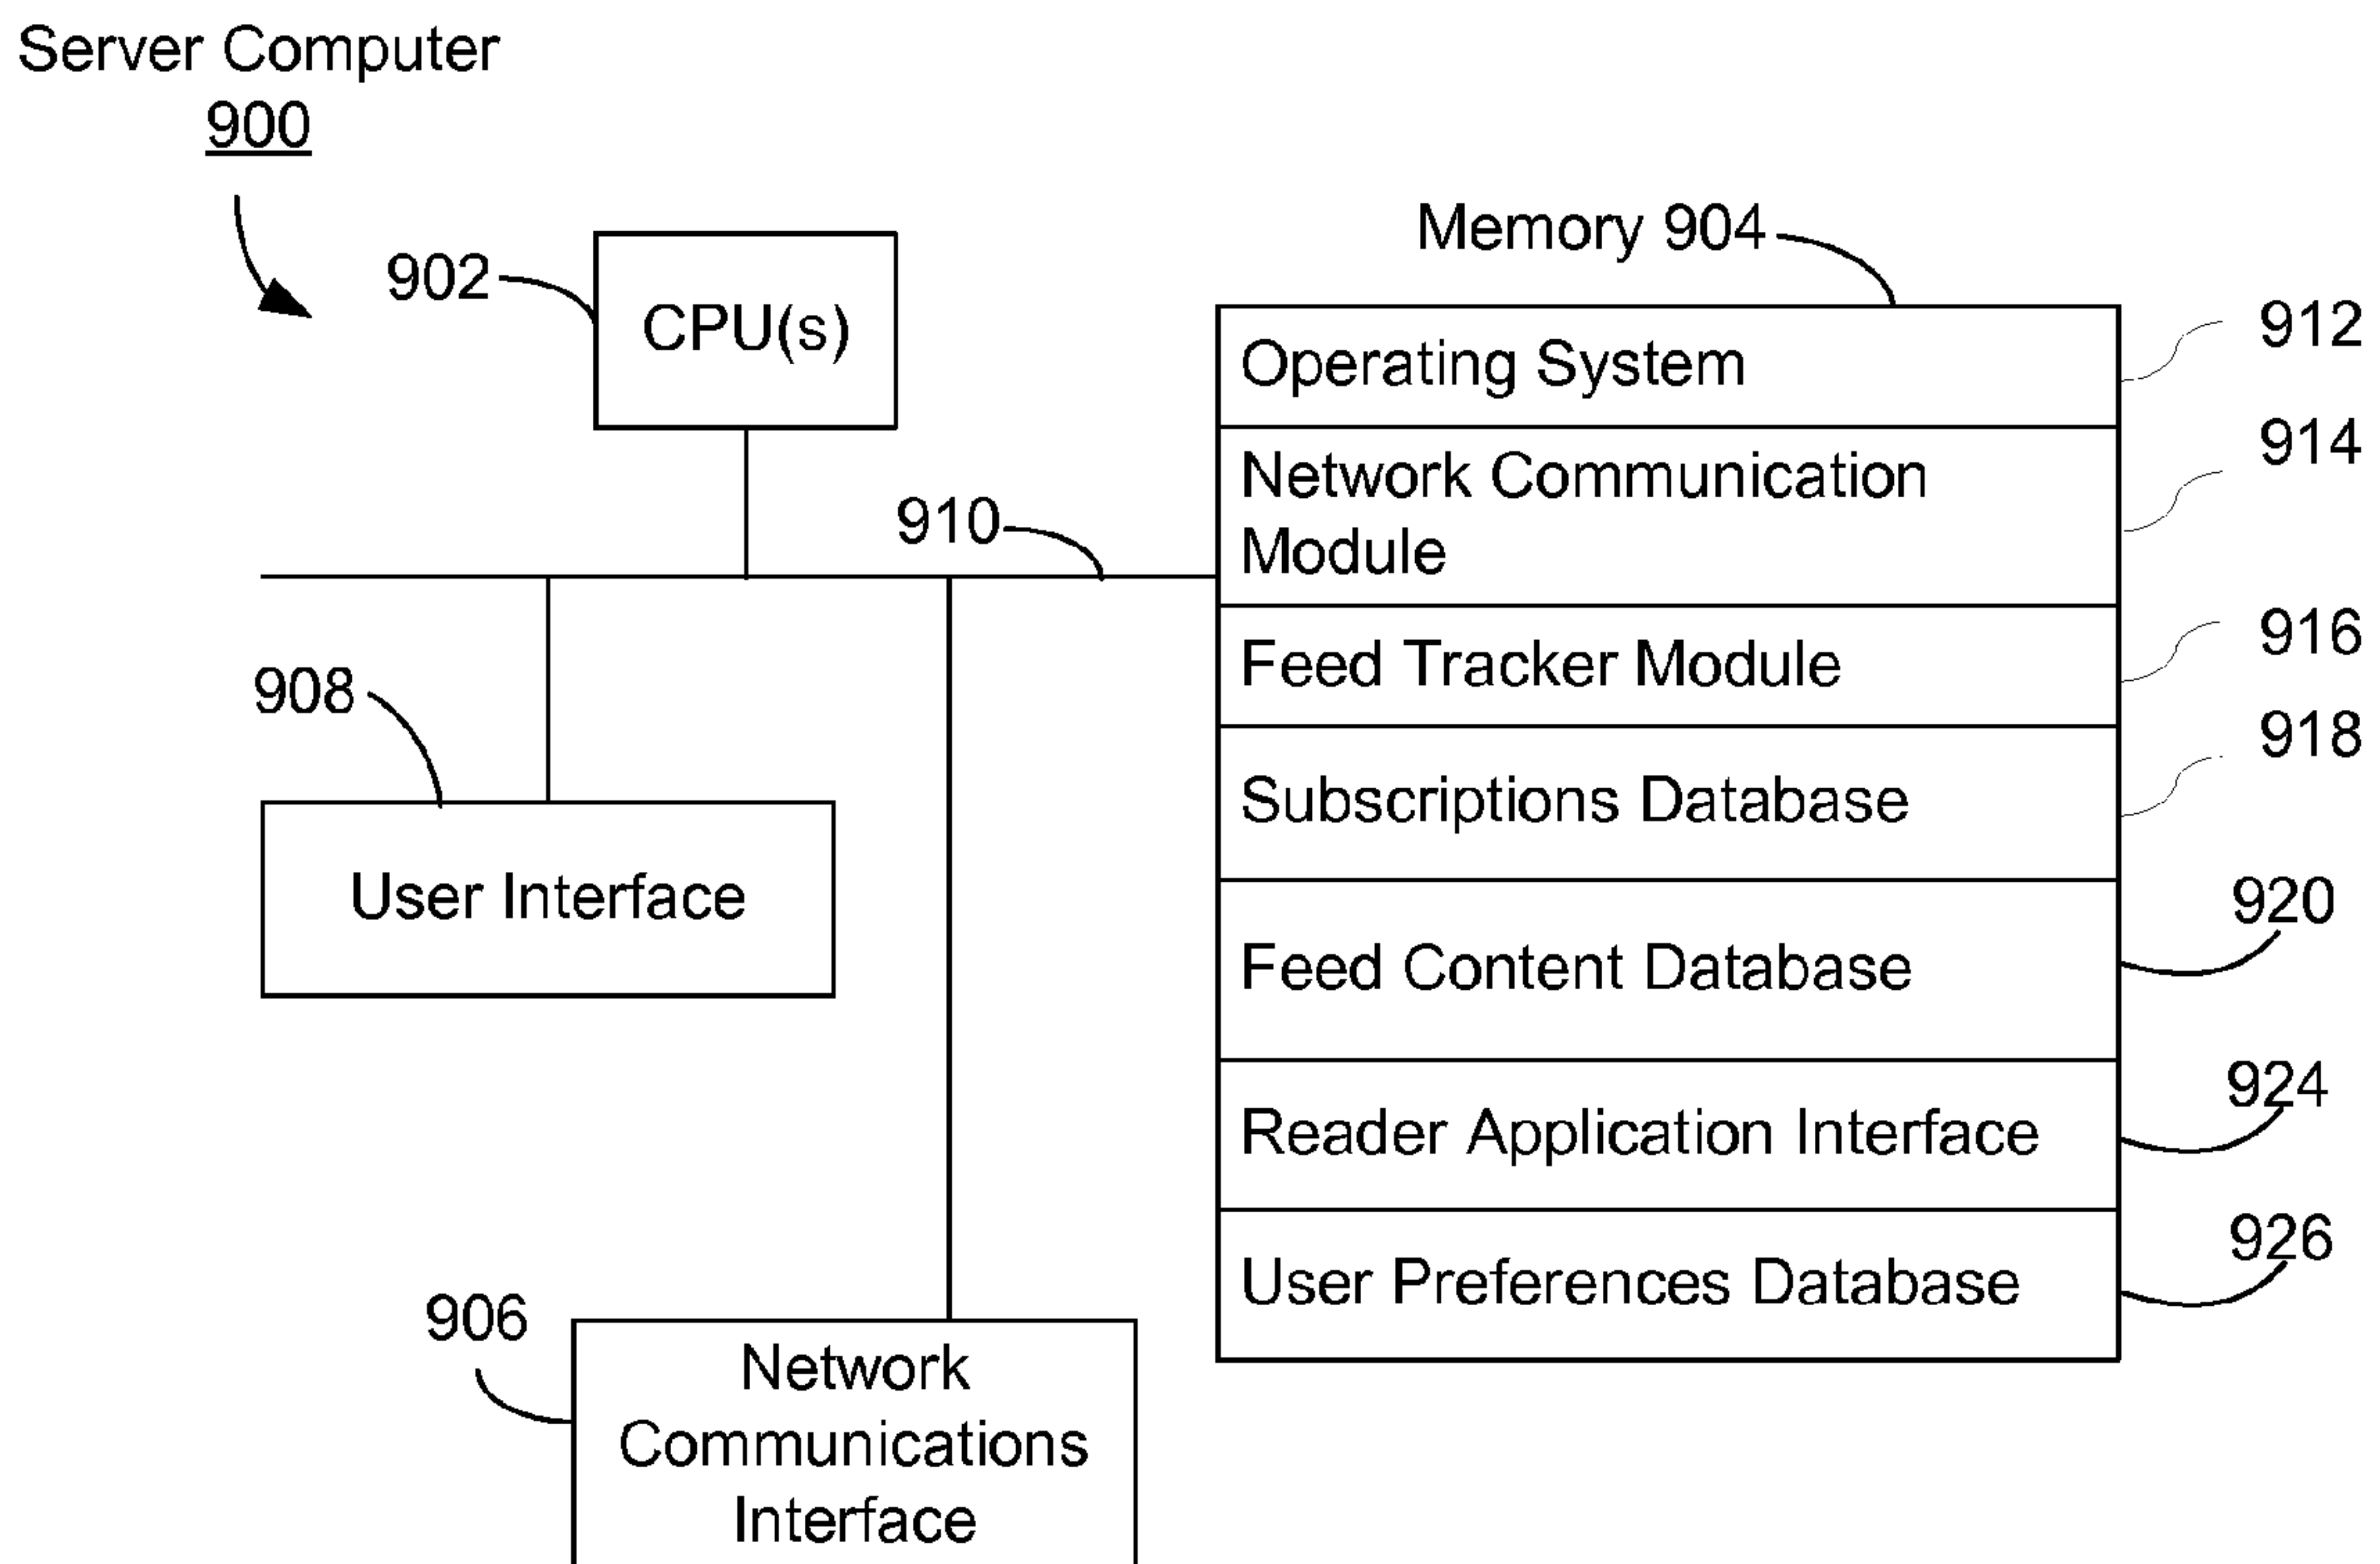 Server Computer
900
902
CPU(s)
Memory 904
Operating System
912
Network Communication
Module
914
910
Feed Tracker Module
916
908
Subscriptions Database
918
User Interface
Feed Content Database
920
Reader Application Interface
924
User Preferences Database
926
906
Network
Communications
Interface